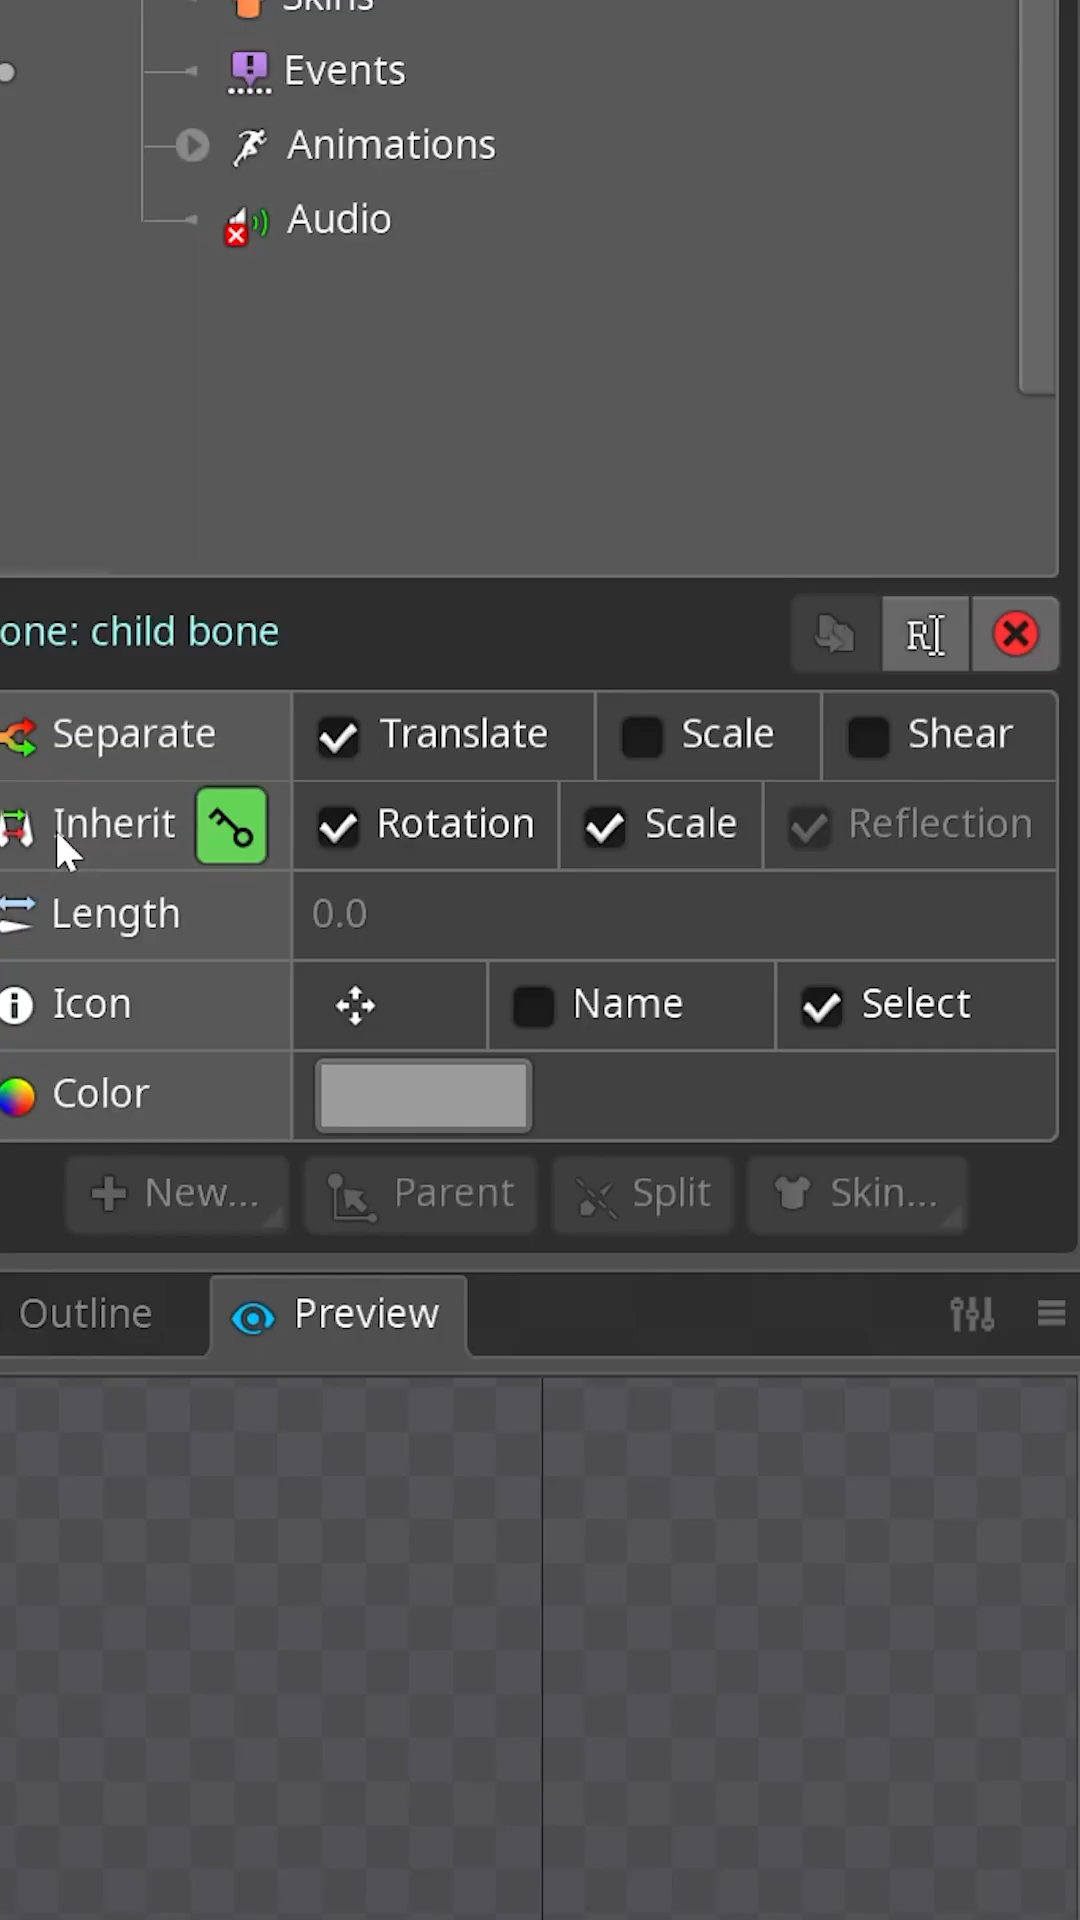 Skins
Events
Animations
Audio
one: child bone
Separate Translate Scale Shear
Inherit Rotation Scale Reflection
Length 0.0
Icon Name Select
Color
New... Parent Split Skin...
Outline Preview